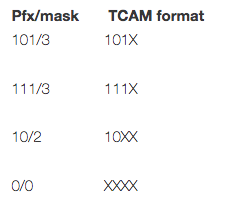 Pfx/mask TCAM format
101/3 101X
111/3 111X
10/2 10XX
0/0 XXXX